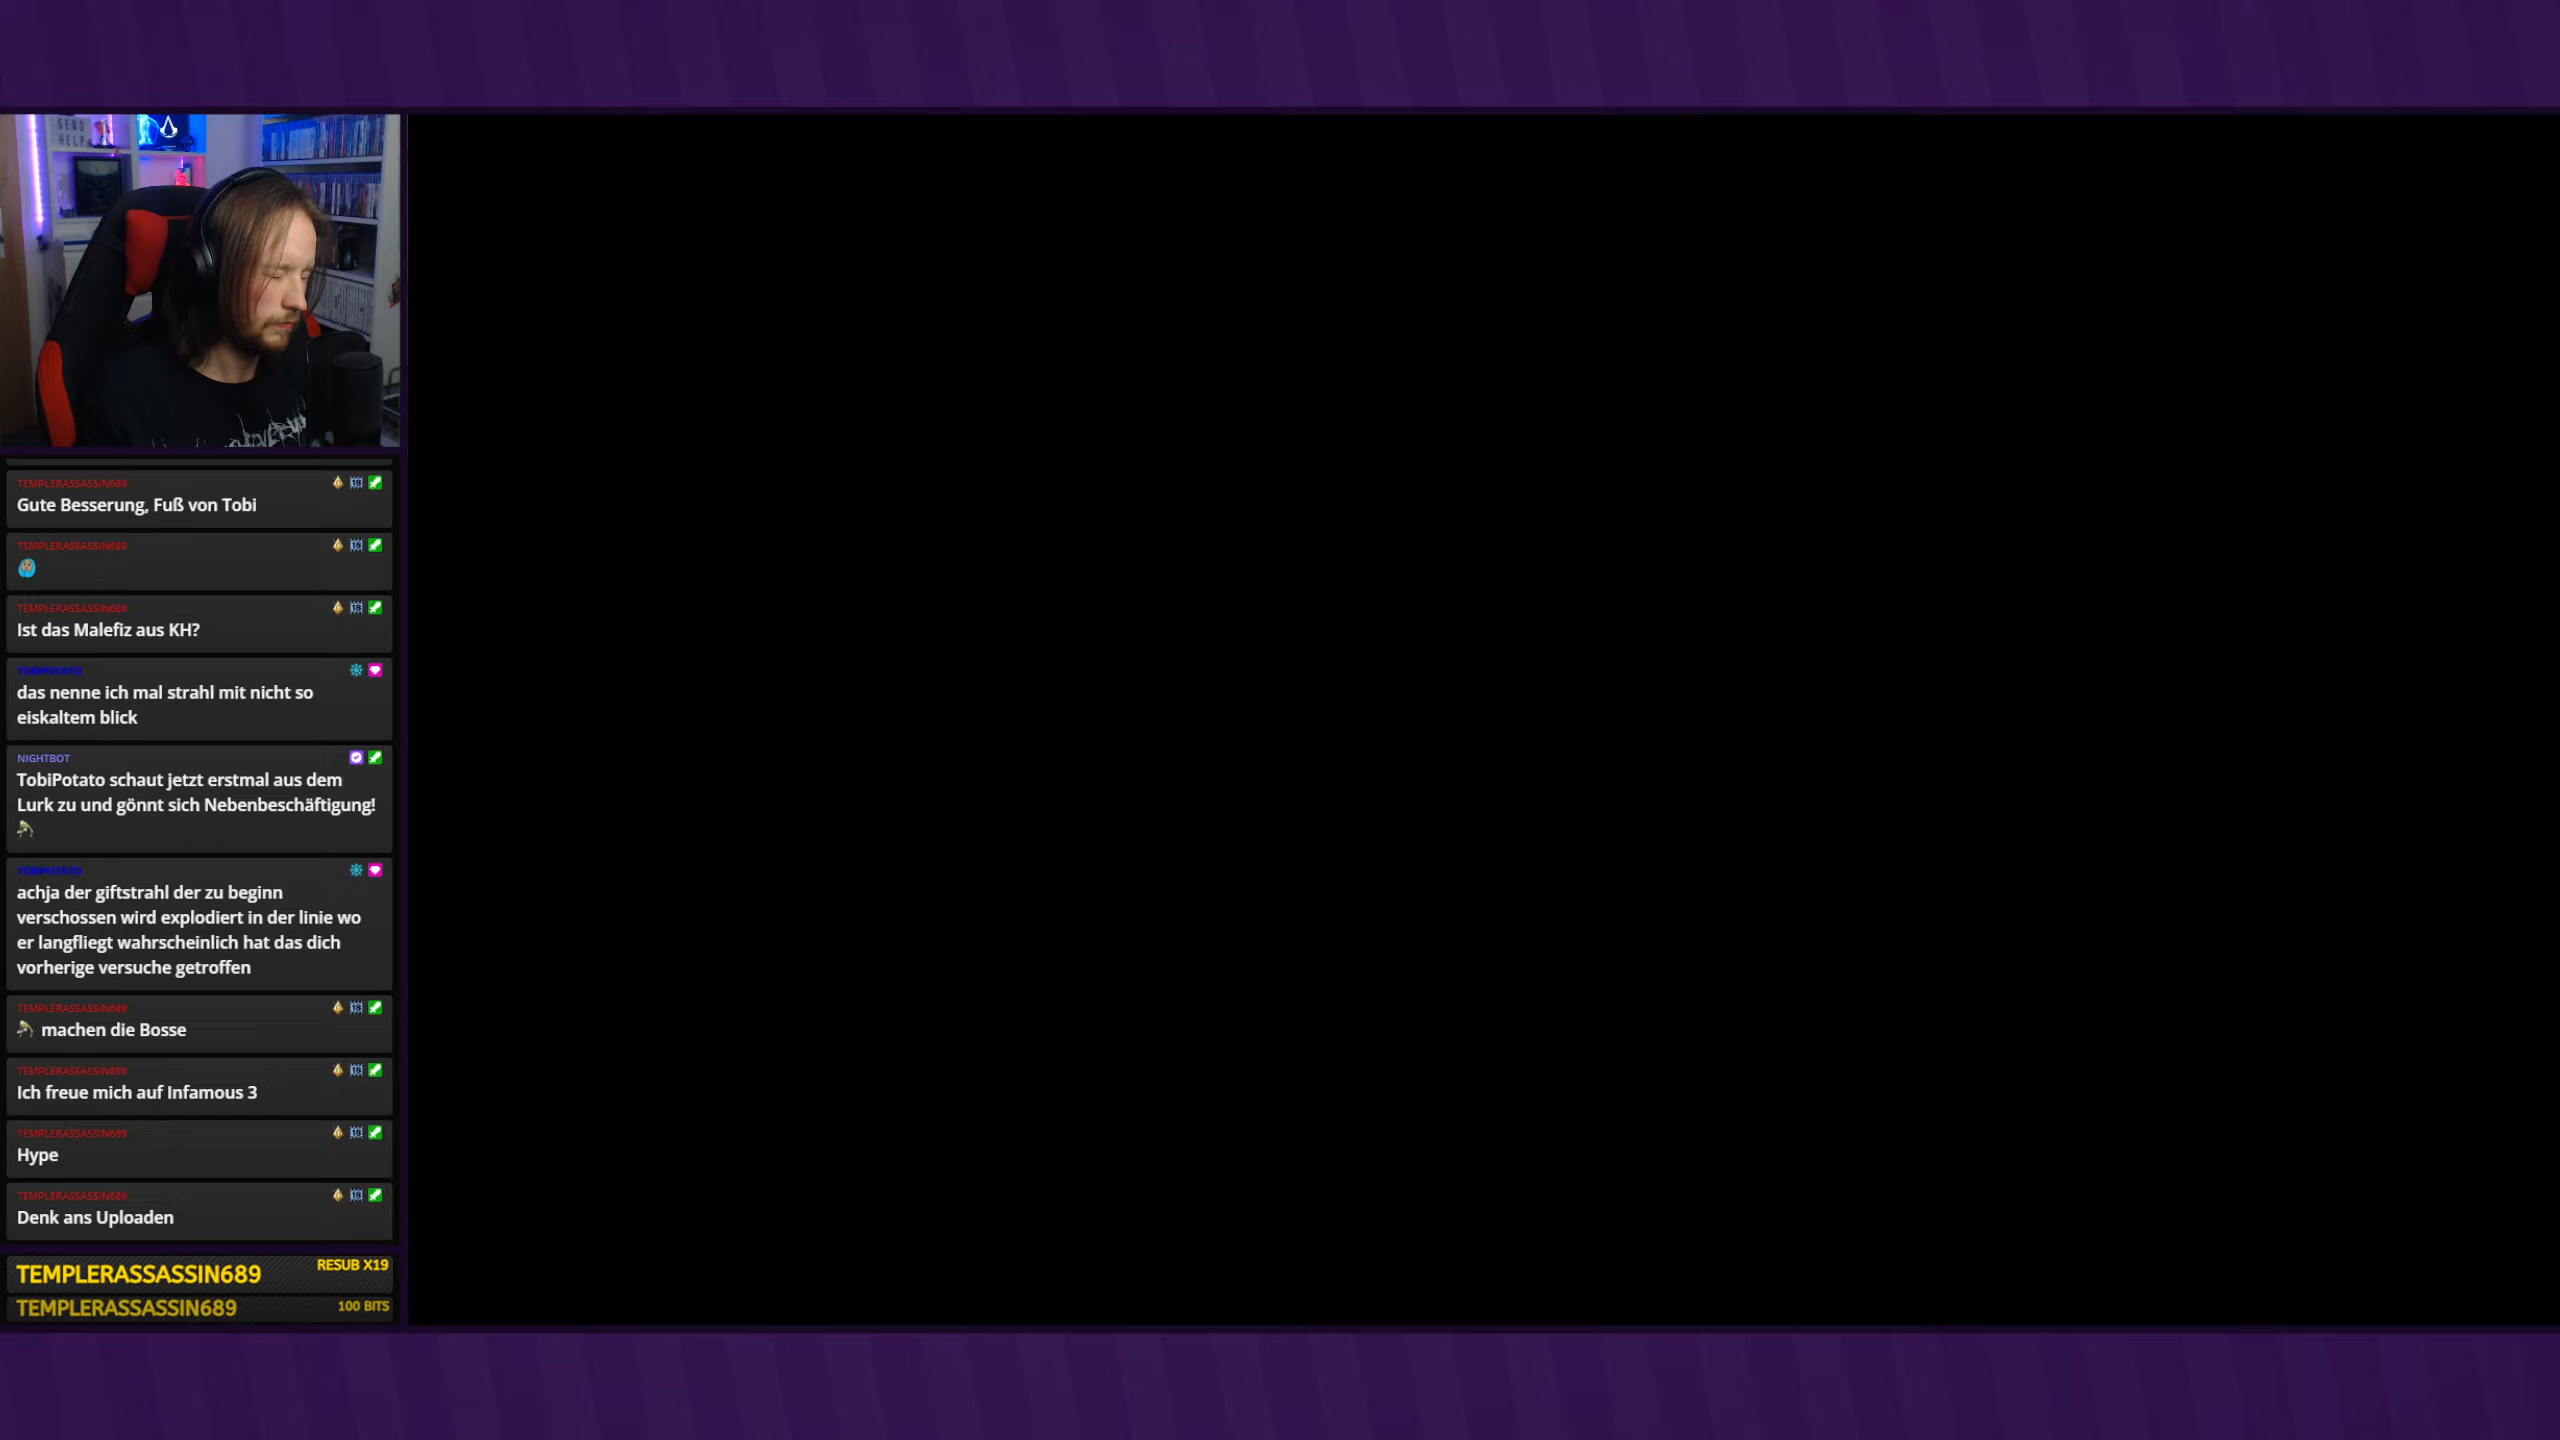 SEND
HELP
TEMPLERASSASSIN689
Gute Besserung, Fuß von Tobi
TEMPLERASSASSIN689
TEMPLERASSASSIN689
Ist das Malefiz aus KH?
das nenne ich mal strahl mit nicht so
eiskaltem blick
NIGHTBOT
TobiPotato schaut jetzt erstmal aus dem
Lurk zu und gönnt sich Nebenbeschäftigung!
TOBIPOTATO
achja der giftstrahl der zu beginn
verschossen wird explodiert in der linie wo
er langfliegt wahrscheinlich hat das dich
vorherige versuche getroffen
TEMPLERASSASSIN689
machen die Bosse
TEMPLERASSASSIN689
Ich freue mich auf Infamous 3
TEMPLERASSASSIN689
Hype
TEMPLERASSASSIN689
Denk ans Uploaden
TEMPLERASSASSIN689 RESUB X19
TEMPLERASSASSIN689 100 BITS